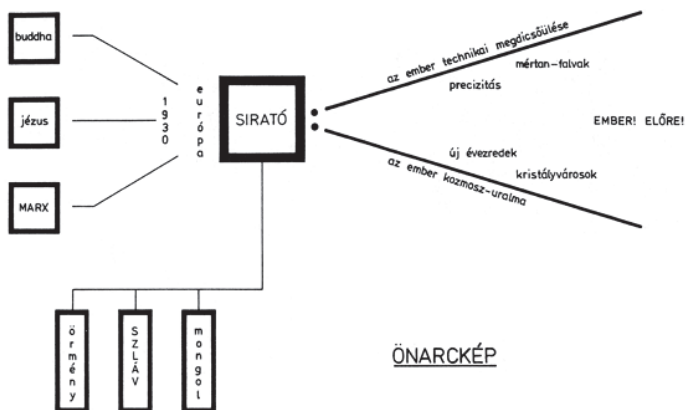 buddha
jézus
MARX
1930
európa
SIRATÓ
:
az ember technikai megdicsőülése
mértan-falvak
precizitás
EMBER! ELŐRE!
új évezredek
kristályvárosok
az ember kozmosz-uralma
örmény
SZLÁV
mongol
ÖNARCKÉP